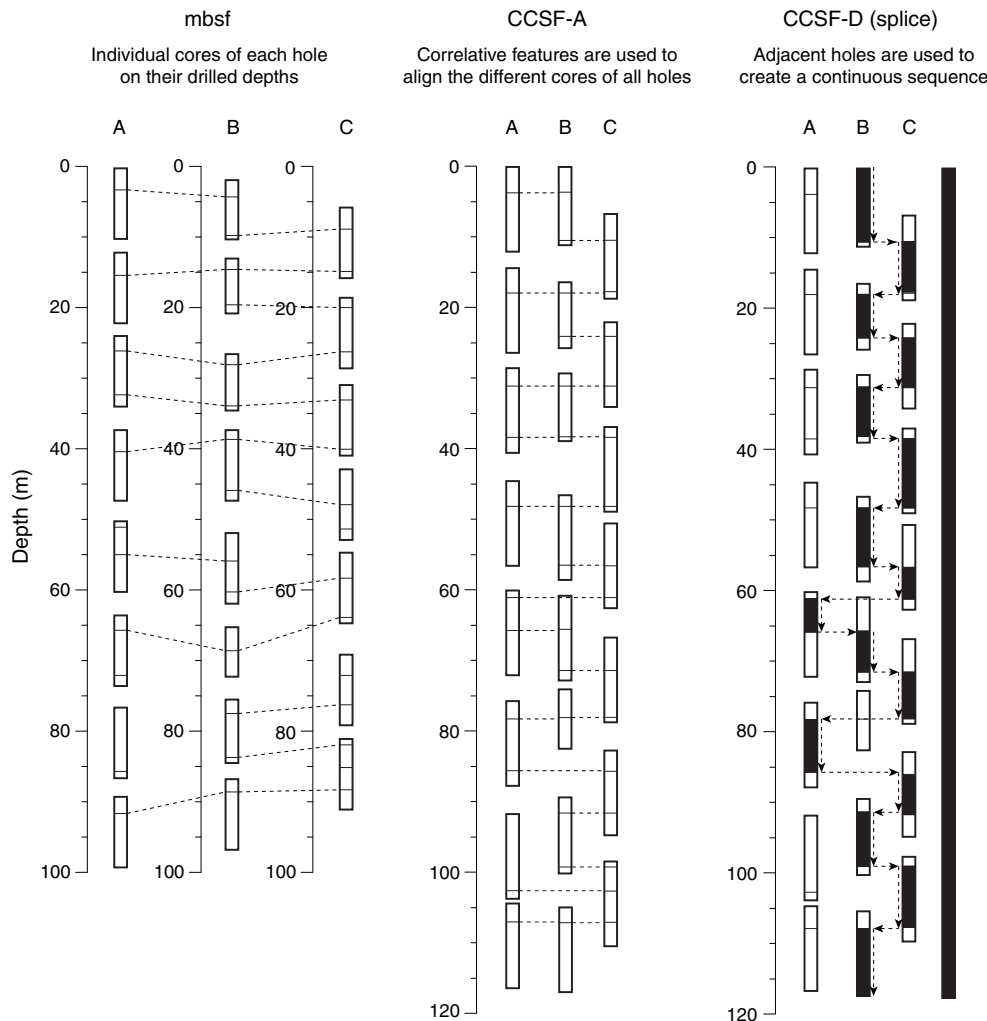 mbsf
Individual cores of each hole
on their drilled depths
A
B
C
0
20
40
60
80
100
0
20
40
60
80
100
0
20
40
60
80
100
Depth (m)
CCSF-A
Correlative features are used to
align the different cores of all holes
A
B
C
0
20
40
60
80
100
120
CCSF-D (splice)
Adjacent holes are used to
create a continuous sequence
A
B
C
0
20
40
60
80
100
120